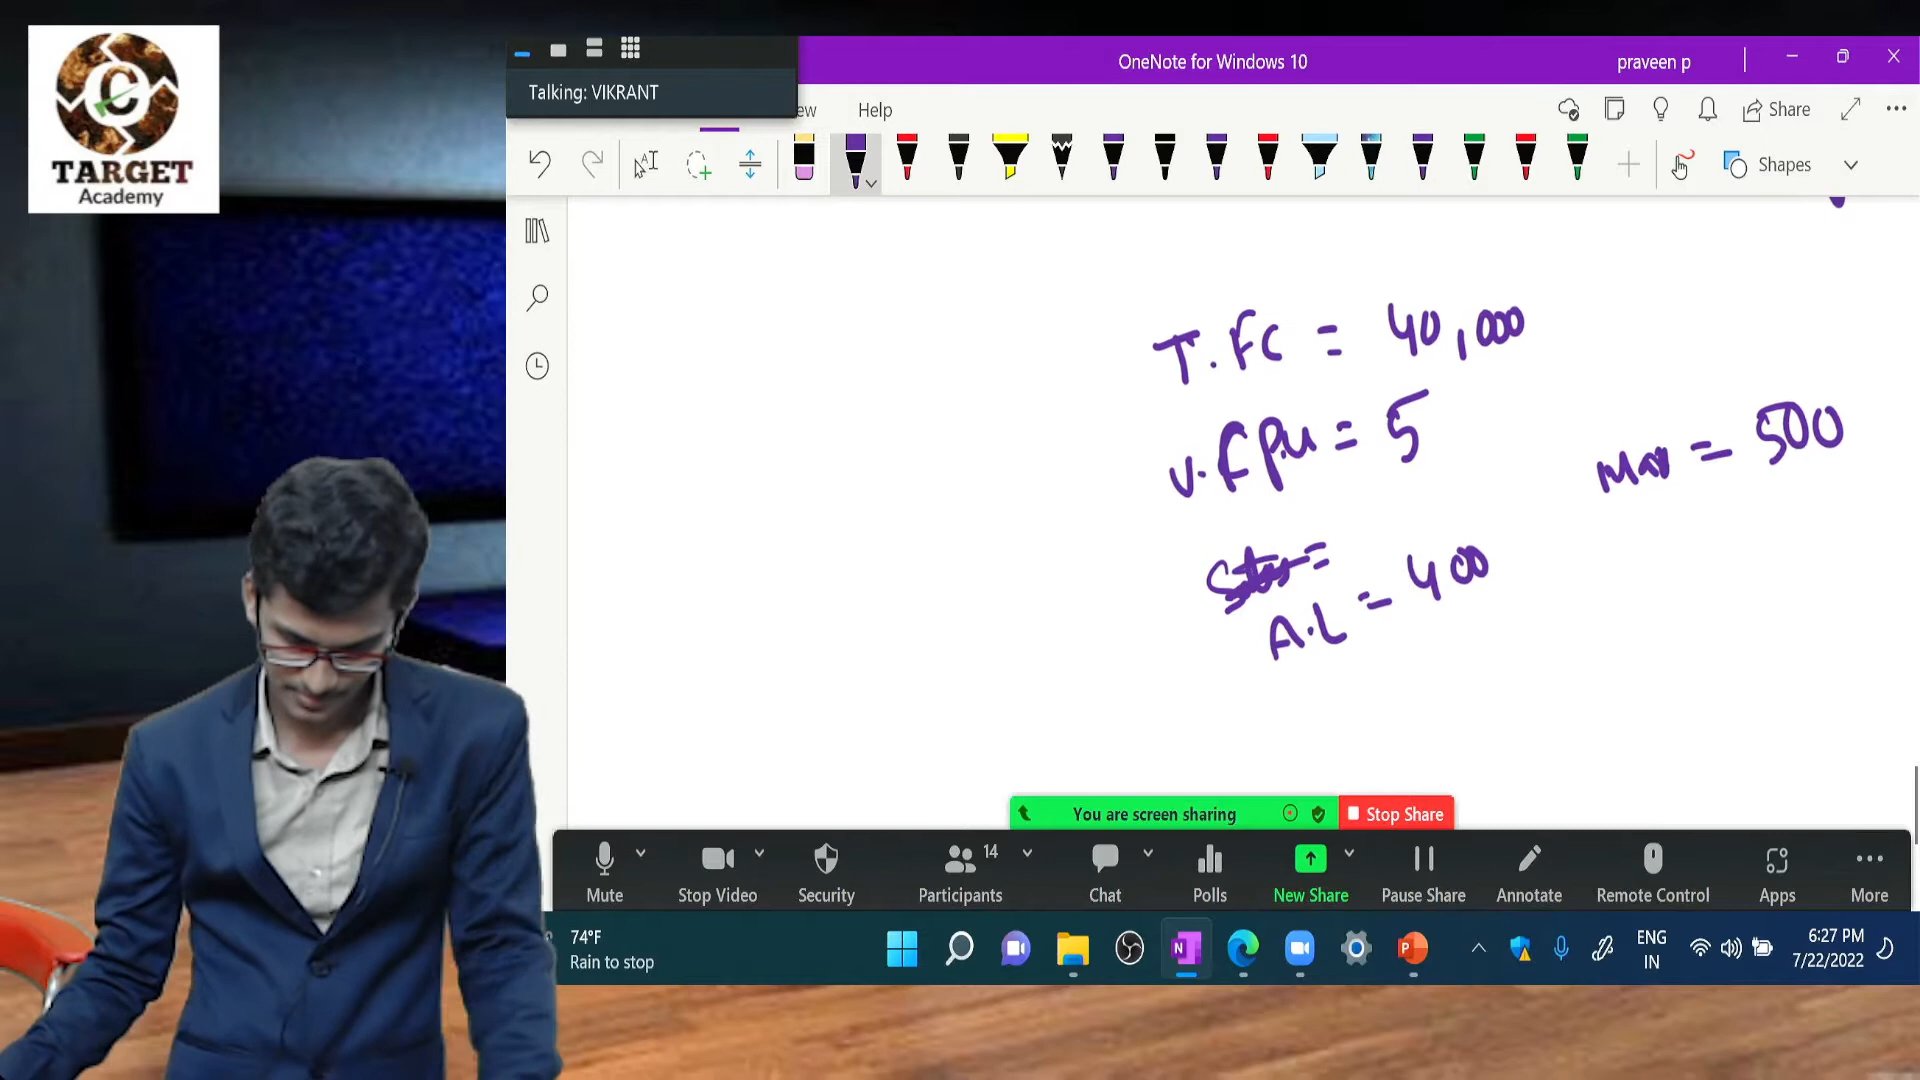 TARGET
Academy
Talking: VIKRANT
OneNote for Windows 10
praveen p
ew
Help
Share
Shapes
T.FC = 40,000
V.F p.u = 5
Max = 500
A.L = 400
You are screen sharing
Stop Share
Mute
Stop Video
Security
14
Participants
Chat
Polls
New Share
Pause Share
Annotate
Remote Control
Apps
More
74°F
Rain to stop
ENG
IN
6:27 PM
7/22/2022